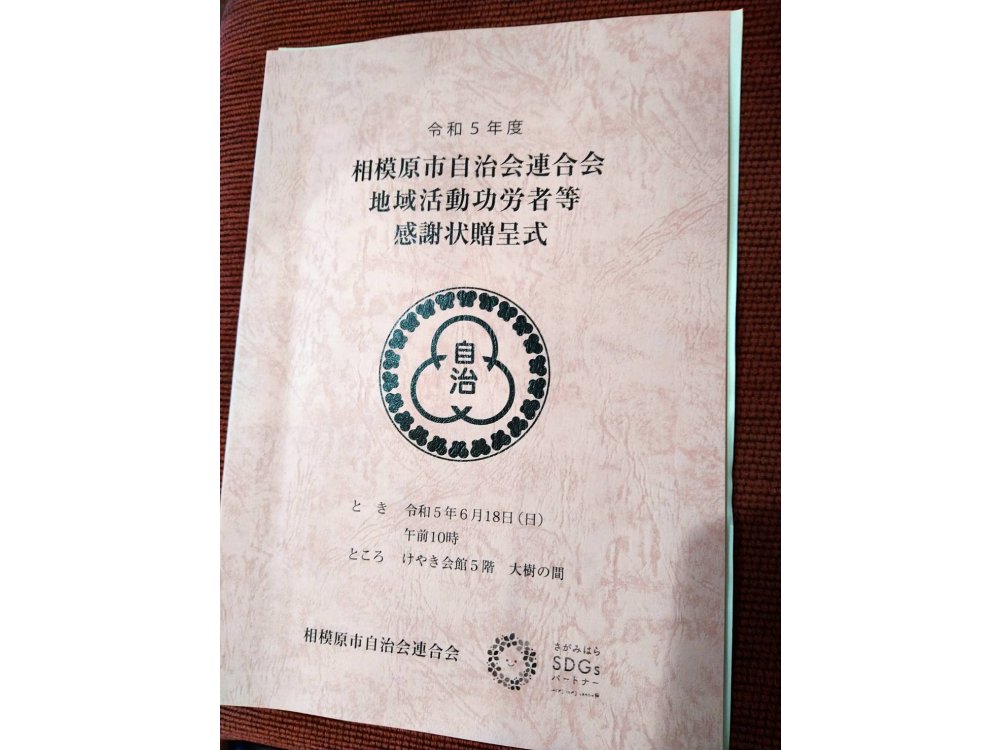 令和５年度
相模原市自治会連合会
地域活動功労者等
感謝状贈呈式
自治
とき　令和５年６月18日（日）
午前10時
ところ　けやき会館５階　大樹の間
相模原市自治会連合会
さがみはら
SDGs
パートナー